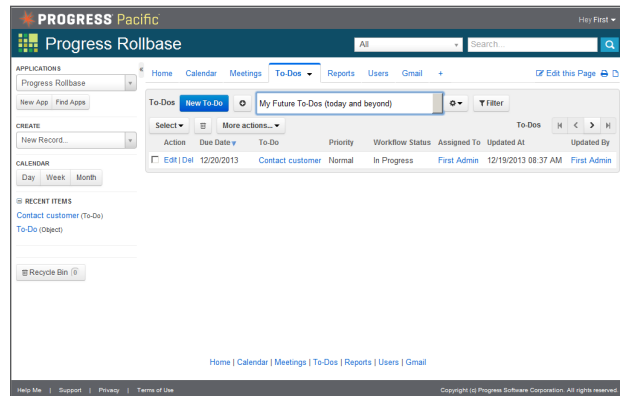 PROGRESS Pacific
Hey First
Progress Rollbase
All
Search...
APPLICATIONS
Progress Rollbase
New App Find Apps
CREATE
New Record...
CALENDAR
Day Week Month
RECENT ITEMS
Contact customer (To-Do)
To-Do (Object)
Recycle Bin 0
Home Calendar Meetings To-Dos Reports Users Gmail +
Edit this Page
To-Dos New To-Do My Future To-Dos (today and beyond) Filter
Select More actions... To-Dos
Action Due Date To-Do Priority Workflow Status Assigned To Updated At Updated By
Edit | Del 12/20/2013 Contact customer Normal In Progress First Admin 12/19/2013 08:37 AM First Admin
Home | Calendar | Meetings | To-Dos | Reports | Users | Gmail
Help Me | Support | Privacy | Terms of Use
Copyright (c) Progress Software Corporation. All rights reserved.